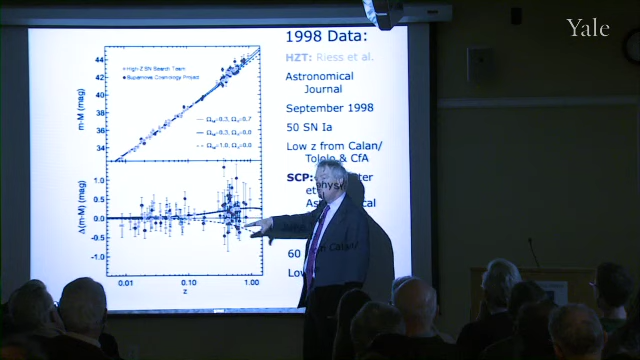 Yale
1998 Data:
HZT: Riess et al.
Astronomical
Journal
September 1998
50 SN Ia
Low z from Calan/
Tololo & CfA
SCP:
et
60
Calan/
Low
High-Z SN Search Team
Supernova Cosmology Project
m-M (mag)
44
42
40
38
36
34
Δ(m-M) (mag)
1.0
0.5
0.0
-0.5
-1.0
0.01
0.10
1.00
z